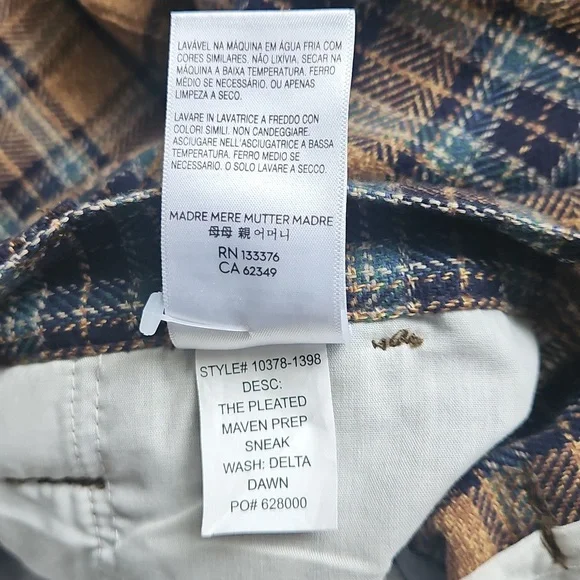 LAVÁVEL NA MÁQUINA EM ÁGUA FRIA COM
CORES SIMILARES. NÃO LIXÍVIA. SECAR NA
MÁQUINA A BAIXA TEMPERATURA. FERRO
MÉDIO SE NECESSÁRIO. OU APENAS
LIMPEZA A SECO.
LAVARE IN LAVATRICE A FREDDO CON
COLORI SIMILI. NON CANDEGGIARE.
ASCIUGARE NELL'ASCIUGATRICE A BASSA
TEMPERATURA. FERRO MEDIO SE
NECESSARIO. O SOLO LAVARE A SECCO.
MADRE MERE MUTTER MADRE
母母 親 어머니
RN 133376
CA 62349
STYLE# 10378-1398
DESC:
THE PLEATED
MAVEN PREP
SNEAK
WASH: DELTA
DAWN
PO# 628000